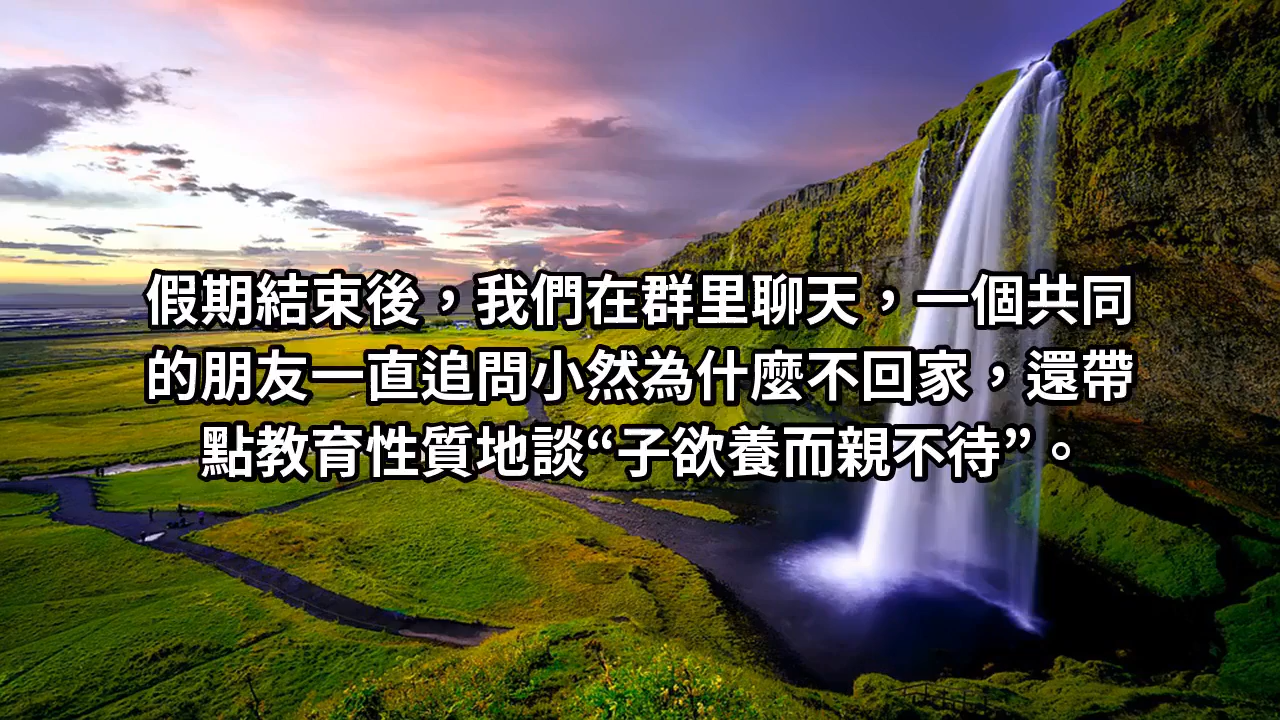 假期結束後，我們在群里聊天，一個共同
的朋友一直追問小然為什麼不回家，還帶
點教育性質地談“子欲養而親不待”。